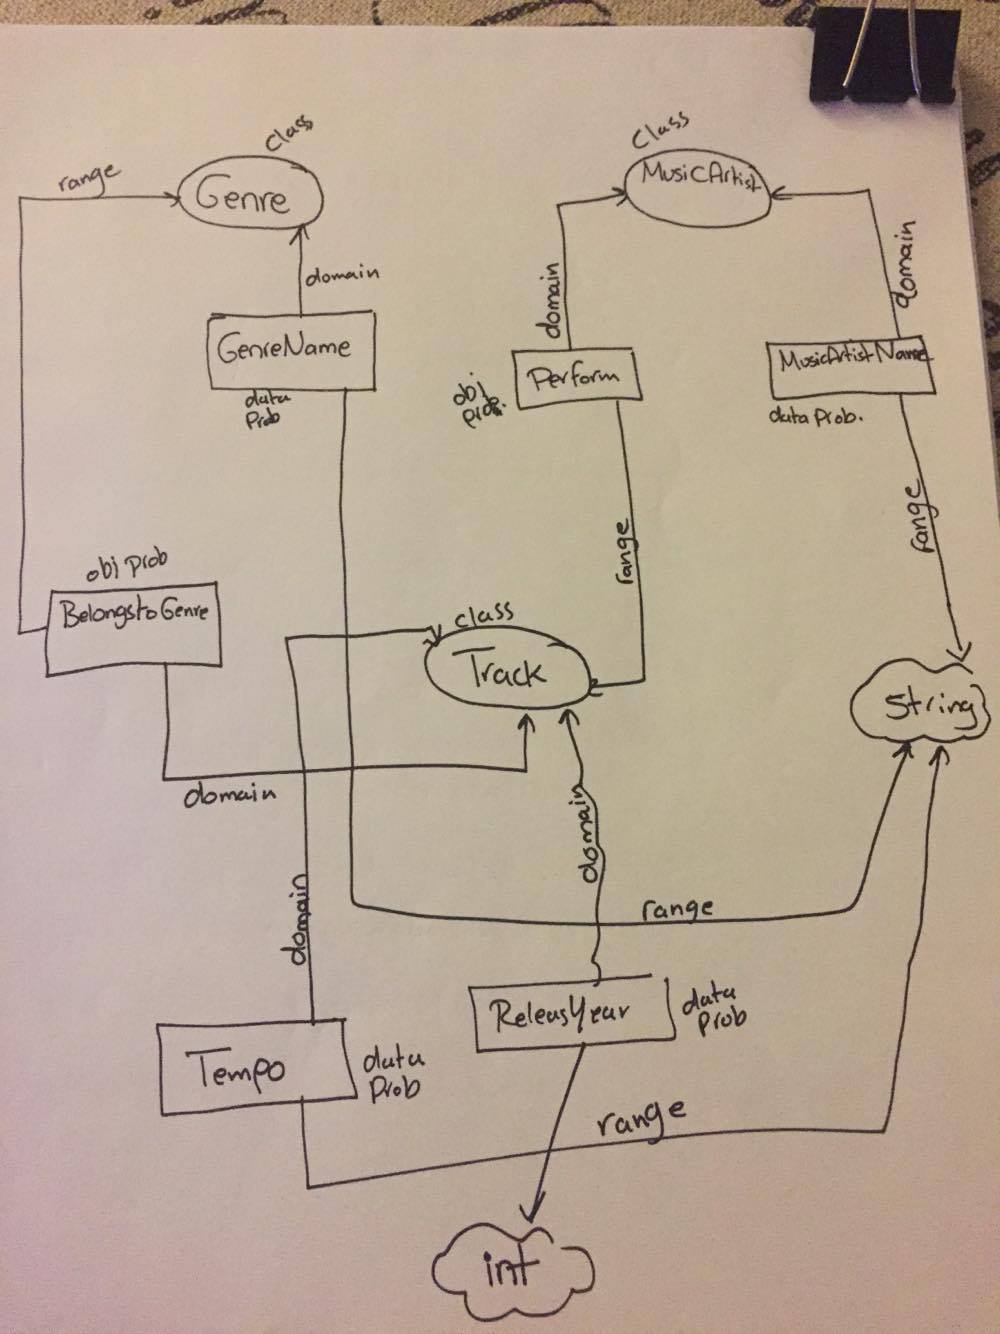 Class
range
Genre
Class
MusicArtist
domain
domain
domain
GenreName
data
Prob
Perform
obj
prob.
MusicArtistName
data Prob.
range
range
obj prob
BelongstoGenre
class
Track
String
domain
domain
range
domain
ReleasYear
data
prob
Tempo
data
prob
range
int